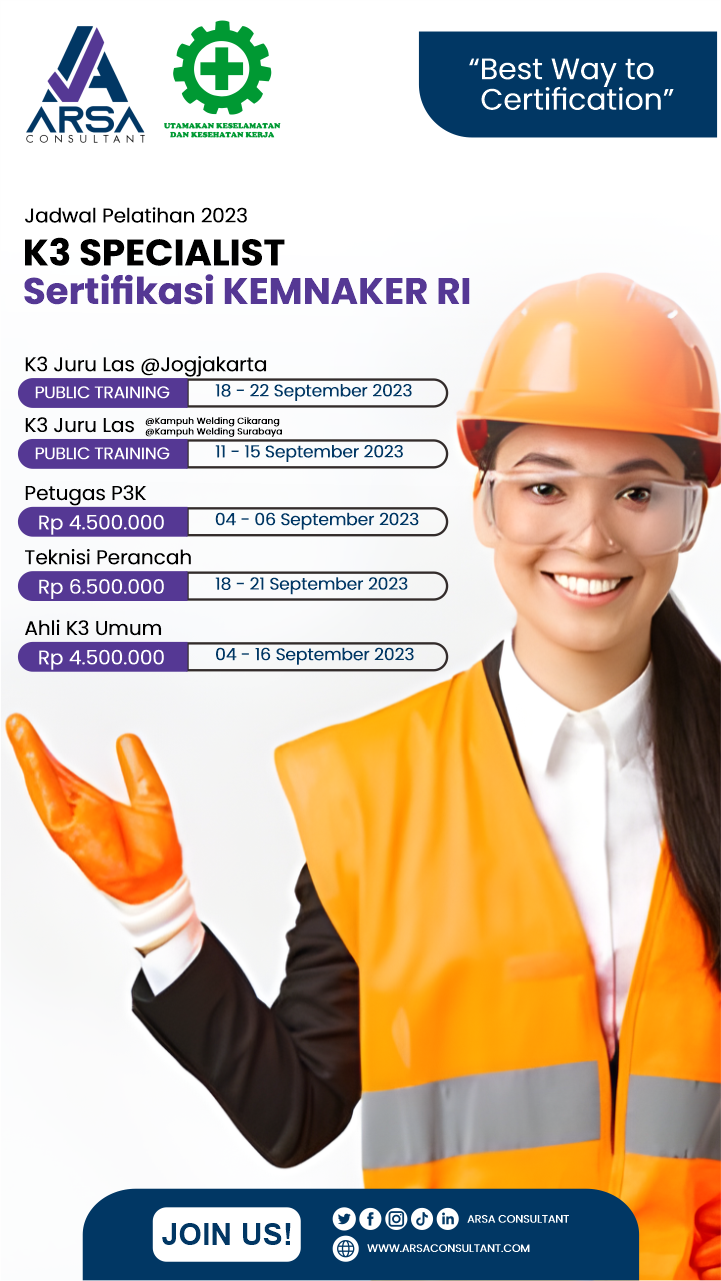 ARSA
CONSULTANT
UTAMAKAN KESELAMATAN
DAN KESEHATAN KERJA
“Best Way to
Certification”
Jadwal Pelatihan 2023
K3 SPECIALIST
Sertifikasi KEMNAKER RI
K3 Juru Las @Jogjakarta
PUBLIC TRAINING 18 - 22 September 2023
K3 Juru Las @Kampuh Welding Cikarang
@Kampuh Welding Surabaya
PUBLIC TRAINING 11 - 15 September 2023
Petugas P3K
Rp 4.500.000 04 - 06 September 2023
Teknisi Perancah
Rp 6.500.000 18 - 21 September 2023
Ahli K3 Umum
Rp 4.500.000 04 - 16 September 2023
JOIN US!
ARSA CONSULTANT
WWW.ARSACONSULTANT.COM